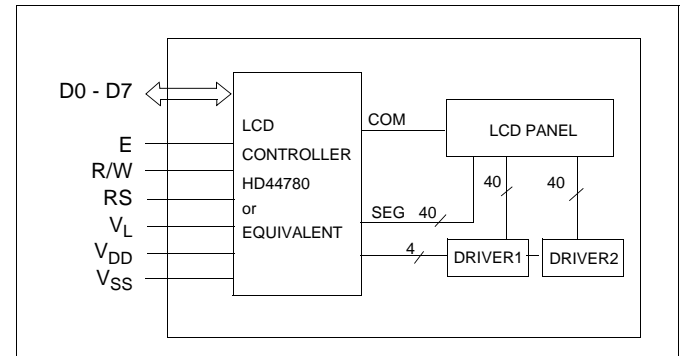 D0 - D7
E
R/W
RS
VL
VDD
VSS
LCD
CONTROLLER
HD44780
or
EQUIVALENT
COM
LCD PANEL
SEG 40
40
40
4
DRIVER1
DRIVER2